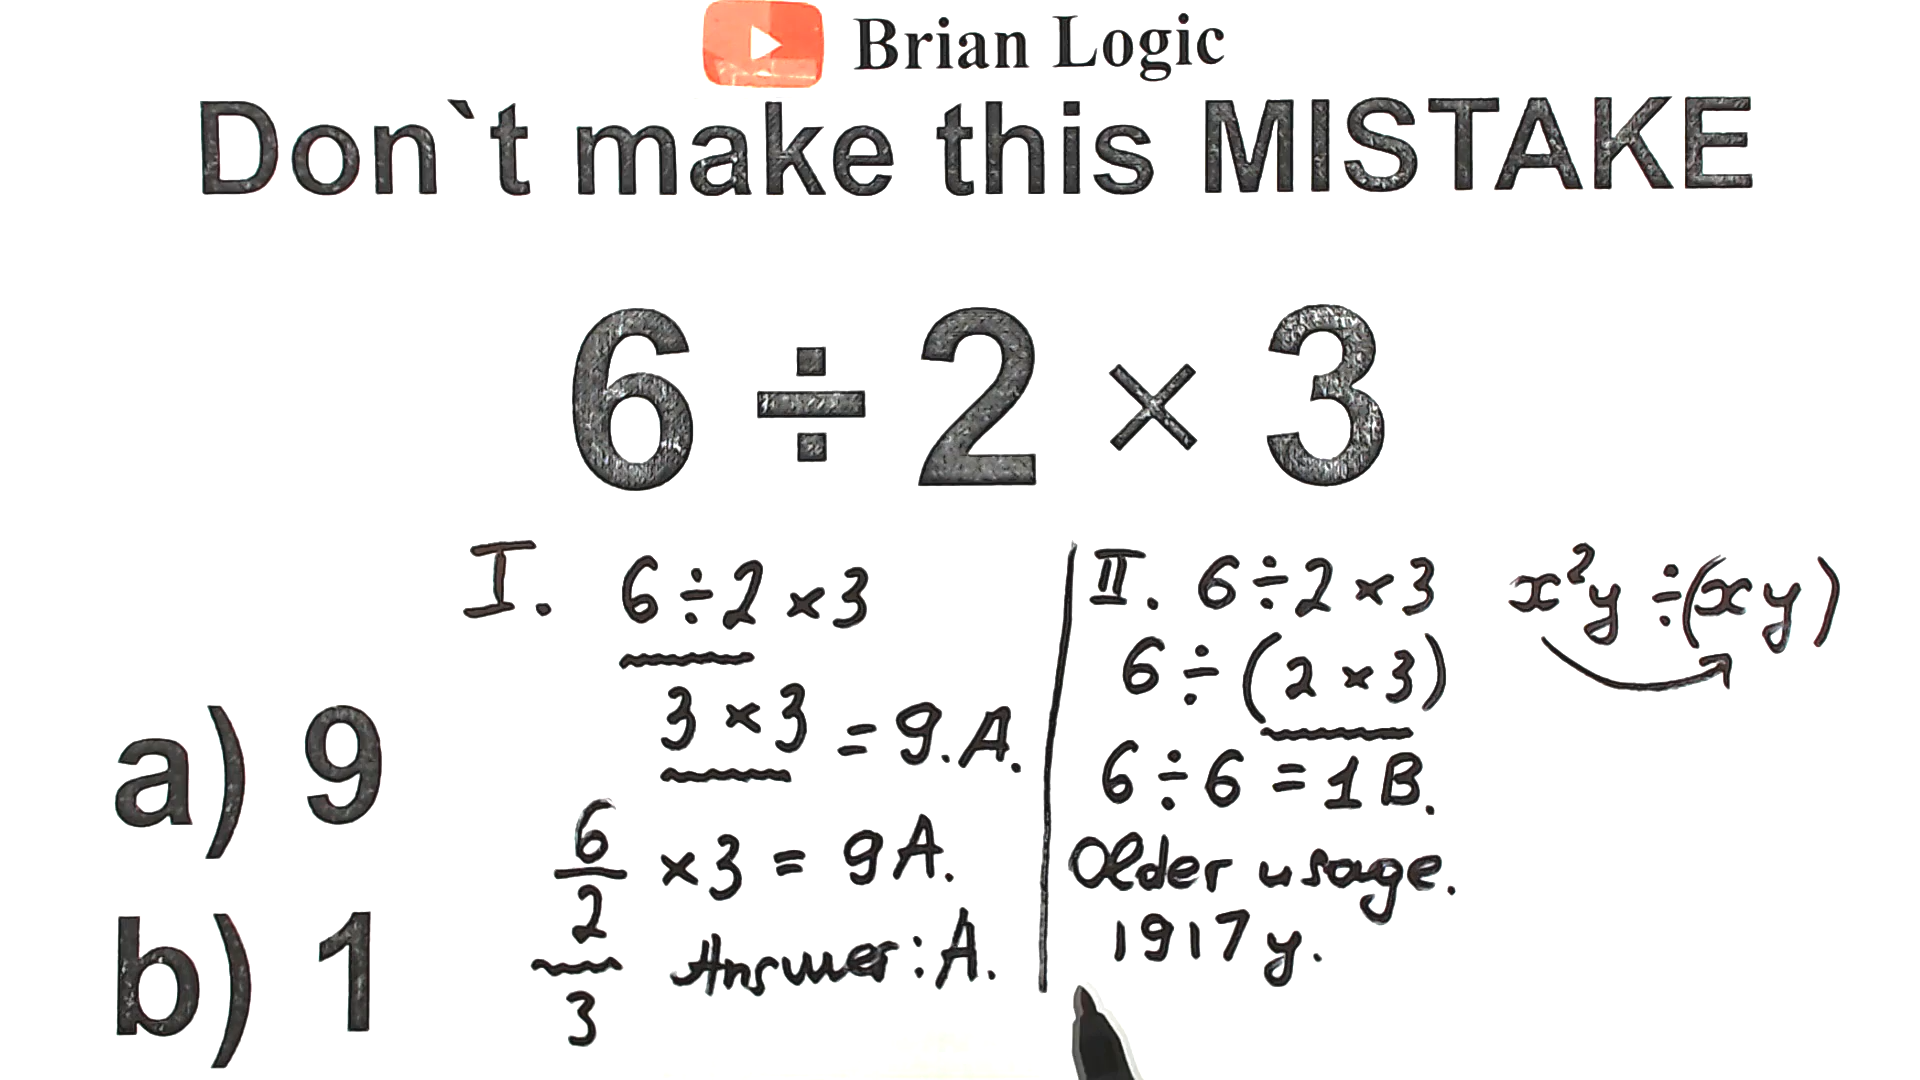 Brian Logic
Don`t make this MISTAKE
6 ÷ 2 × 3
a) 9
b) 1
I. 6 ÷ 2 × 3
3 × 3 = 9. A.
6/2 × 3 = 9 A.
3
Answer: A.
II. 6 ÷ 2 × 3
6 ÷ (2 × 3)
6 ÷ 6 = 1 B.
Older usage.
1917 y.
x²y ÷ (xy)